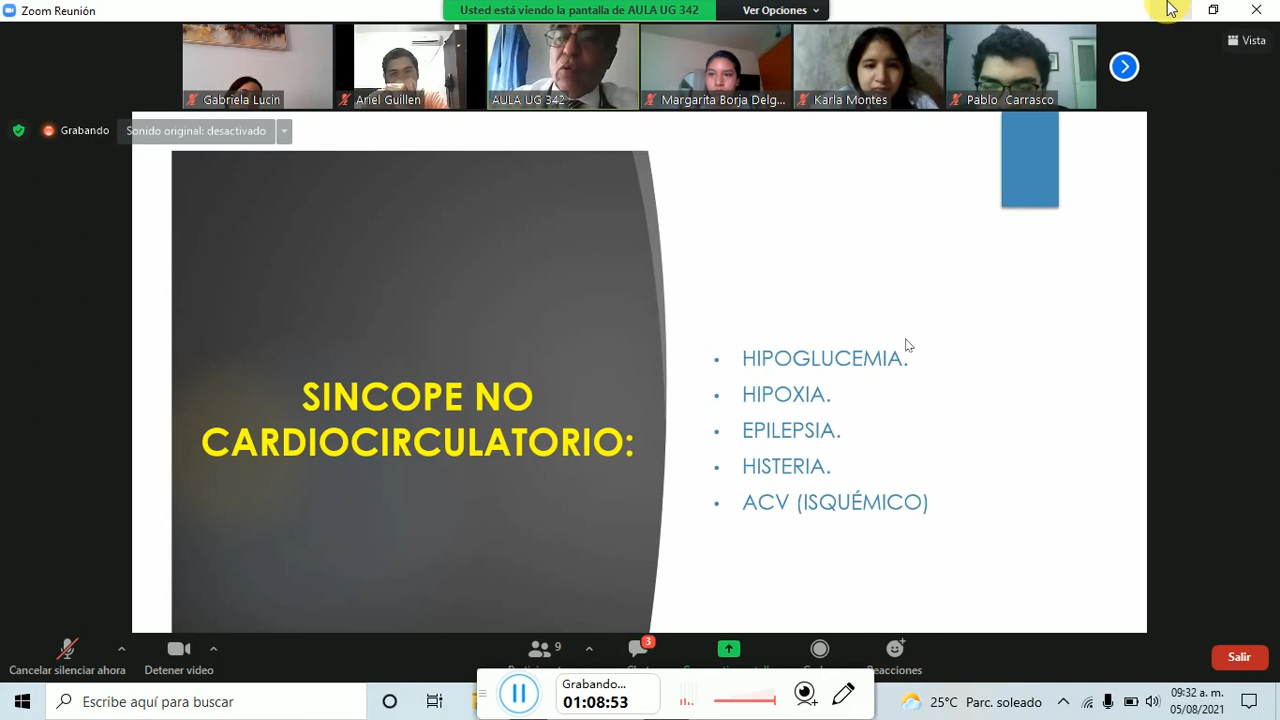 Zoom Reunión
Usted está viendo la pantalla de AULA UG 342
Ver Opciones
Vista
Gabriela Lucin
Ariel Guillen
AULA UG 342
Margarita Borja Delg...
Karla Montes
Pablo Carrasco
Grabando
Sonido original: desactivado
SINCOPE NO
CARDIOCIRCULATORIO:
• HIPOGLUCEMIA.
• HIPOXIA.
• EPILEPSIA.
• HISTERIA.
• ACV (ISQUÉMICO)
9
3
Cancelar silenciar ahora
Detener video
Reacciones
Salir
Grabando...
01:08:53
Escribe aquí para buscar
25°C Parc. soleado
09:32 a. m.
05/08/2021